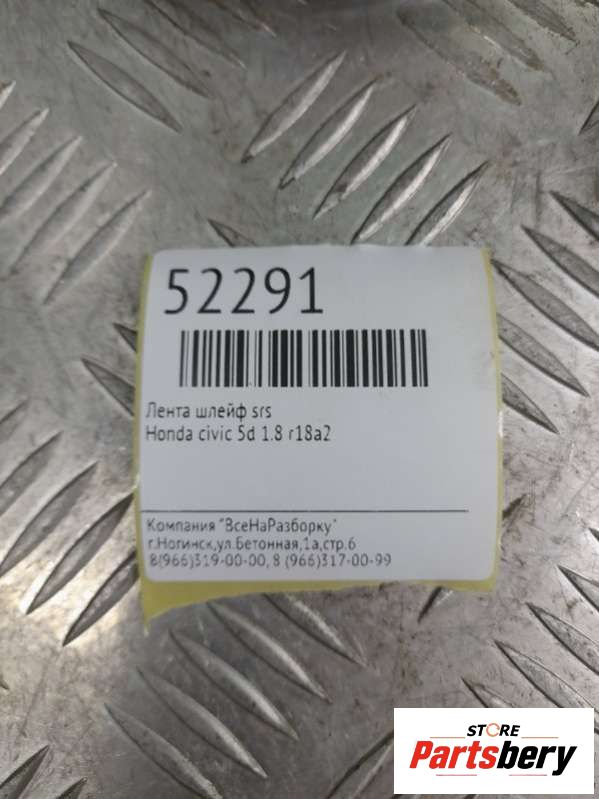 52291
Лента шлейф srs
Honda civic 5d 1.8 r18a2
Компания "ВсеНаРазборку"
г.Ногинск,ул.Бетонная,1а,стр.6
8(966)319-00-00, 8 (966)317-00-99
STORE
Partsbery